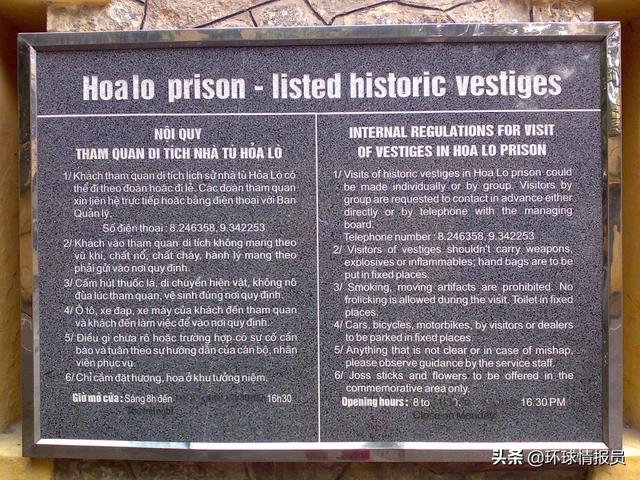 Hoa lo prison - listed historic vestiges
NỘI QUY
THAM QUAN DI TÍCH NHÀ TÙ HỎA LÒ
1/ Khách tham quan di tích lịch sử nhà tù Hỏa Lò có
thể đi theo đoàn hoặc đi lẻ. Các đoàn tham quan
xin liên hệ trực tiếp hoặc bằng điện thoại với Ban
Quản lý.
Số điện thoại : 8.246358, 9.342253
2/ Khách vào tham quan di tích không mang theo
vũ khí, chất nổ, chất cháy, hành lý mang theo
phải gửi vào nơi quy định.
3/ Cấm hút thuốc lá, di chuyển hiện vật, không nô
đùa lúc tham quan, vệ sinh đúng nơi quy định.
4/ Ô tô, xe đạp, xe máy của khách đến tham quan
và khách đến làm việc để vào nơi quy định.
5/ Điều gì chưa rõ hoặc trường hợp có sự cố cần
báo và tuân theo sự hướng dẫn của cán bộ, nhân
viên phục vụ.
6/ Chỉ cắm đặt hương, hoa ở khu tưởng niệm.
Giờ mở cửa : Sáng 8h đến 16h30
INTERNAL REGULATIONS FOR VISIT
OF VESTIGES IN HOA LO PRISON
1/ Visits of historic vestiges in Hoa Lo prison could
be made individually or by group. Visitors by
group are requested to contact in advance either
directly or by telephone with the managing
board.
Telephone number : 8.246358, 9.342253
2/ Visitors of vestiges shouldn't carry weapons,
explosives or inflammables; hand bags are to be
put in fixed places.
3/ Smoking, moving artifacts are prohibited. No
frolicking is allowed during the visit. Toilet in fixed
places.
4/ Cars, bicycles, motorbikes, by visitors or dealers
to be parked in fixed places.
5/ Anything that is not clear or in case of mishap,
please observe guidance by the service staff.
6/ Joss sticks and flowers to be offered in the
commemorative area only.
Opening hours : 8 to 16.30 PM
Close on Monday
头条 @环球情报员